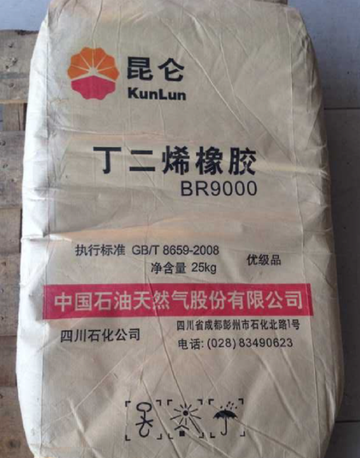 昆仑
KunLun
丁二烯橡胶
BR9000
执行标准 GB/T 8659-2008 优级品
净含量 25kg
中国石油天然气股份有限公司
四川石化公司
四川省成都彭州市石化北路1号
电话: (028) 83490623